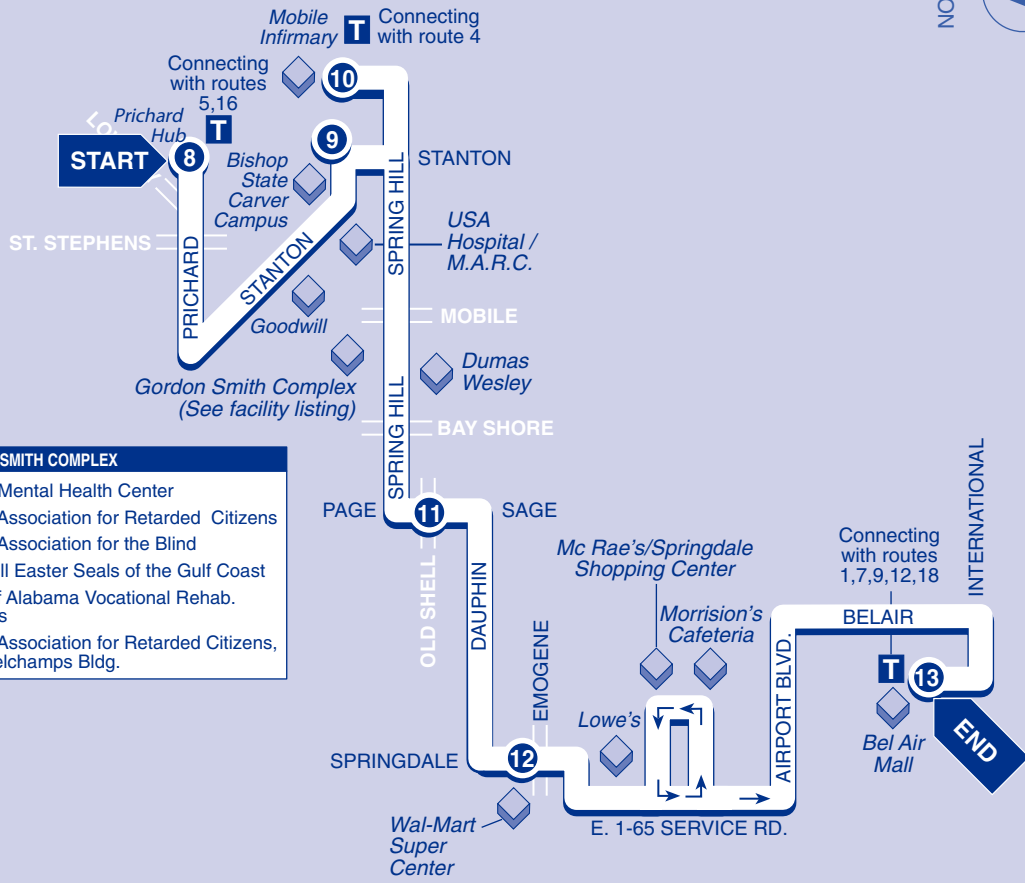 Mobile
Infirmary
T
Connecting
with route 4
NO
10
Connecting
with routes
5,16
T
Prichard
Hub
START
8
9
Bishop
State
Carver
Campus
STANTON
SPRING HILL
USA
Hospital /
M.A.R.C.
ST. STEPHENS
PRICHARD
STANTON
Goodwill
MOBILE
Gordon Smith Complex
(See facility listing)
Dumas
Wesley
SPRING HILL
BAY SHORE
SMITH COMPLEX
Mental Health Center
Association for Retarded Citizens
Association for the Blind
ll Easter Seals of the Gulf Coast
f Alabama Vocational Rehab.
s
Association for Retarded Citizens,
elchamps Bldg.
PAGE
11
SAGE
OLD SHELL
DAUPHIN
Mc Rae's/Springdale
Shopping Center
Morrision's
Cafeteria
Connecting
with routes
1,7,9,12,18
INTERNATIONAL
BELAIR
EMOGENE
Lowe's
AIRPORT BLVD.
T
13
END
Bel Air
Mall
SPRINGDALE
12
Wal-Mart
Super
Center
E. 1-65 SERVICE RD.